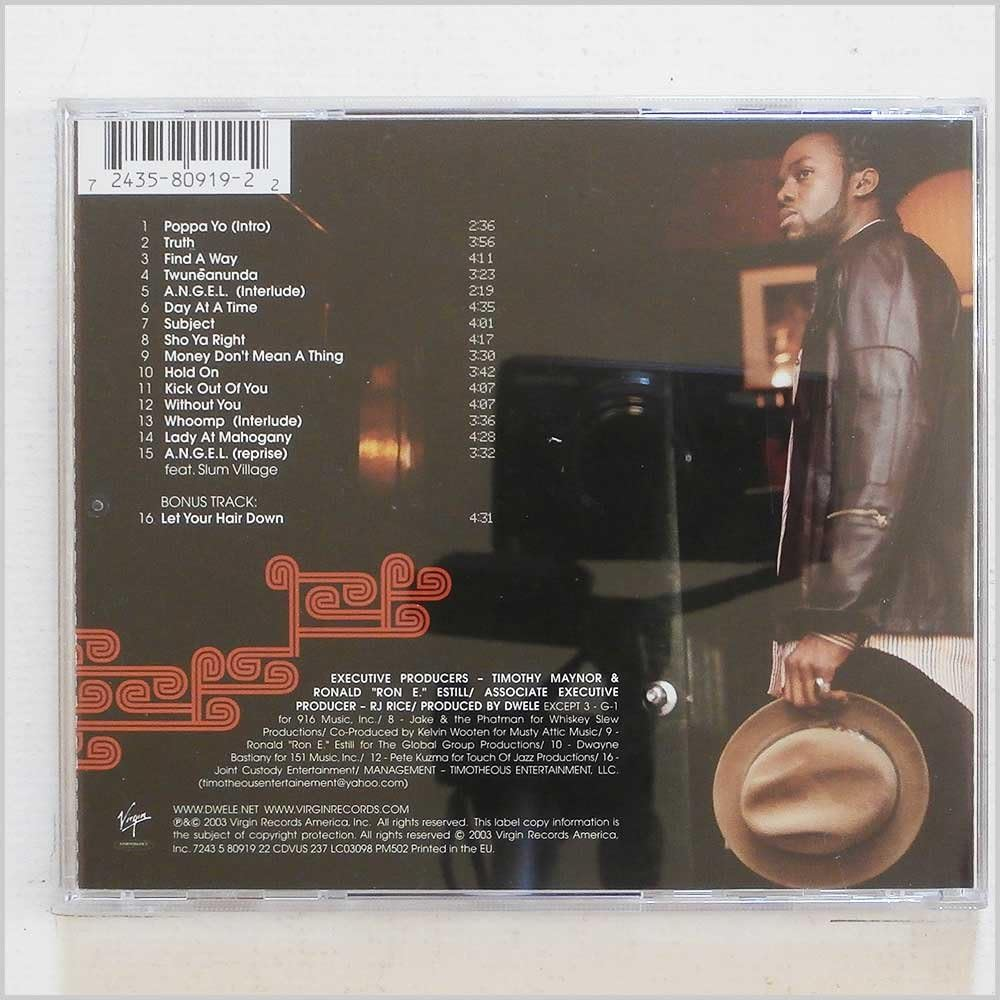 7 2435-80919-2 2
1 Poppa Yo (Intro) 2:36
2 Truth 3:56
3 Find A Way 4:11
4 Twunēanunda 3:23
5 A.N.G.E.L. (Interlude) 2:19
6 Day At A Time 4:35
7 Subject 4:01
8 Sho Ya Right 4:17
9 Money Don't Mean A Thing 3:30
10 Hold On 3:42
11 Kick Out Of You 4:07
12 Without You 4:07
13 Whoomp (Interlude) 3:36
14 Lady At Mahogany 4:28
15 A.N.G.E.L. (reprise) 3:32
feat. Slum Village
BONUS TRACK:
16 Let Your Hair Down 4:31
EXECUTIVE PRODUCERS – TIMOTHY MAYNOR &
RONALD "RON E." ESTILL/ ASSOCIATE EXECUTIVE
PRODUCER – RJ RICE/ PRODUCED BY DWELE EXCEPT 3 - G-1
for 916 Music, Inc./ 8 - Jake & the Phatman for Whiskey Slew
Productions/ Co-Produced by Kelvin Wooten for Musty Attic Music/ 9 -
Ronald "Ron E." Estill for The Global Group Productions/ 10 - Dwayne
Bastiany for 151 Music, Inc./ 12 - Pete Kuzma for Touch Of Jazz Productions/ 16 -
Joint Custody Entertainment/ MANAGEMENT – TIMOTHEOUS ENTERTAINMENT, LLC.
(timotheousentertainement@yahoo.com)
WWW.DWELE.NET WWW.VIRGINRECORDS.COM
℗&© 2003 Virgin Records America, Inc. All rights reserved. This label copy information is
the subject of copyright protection. All rights reserved © 2003 Virgin Records America,
Inc. 7243 5 80919 22 CDVUS 237 LC03098 PM502 Printed in the EU.
Virgin